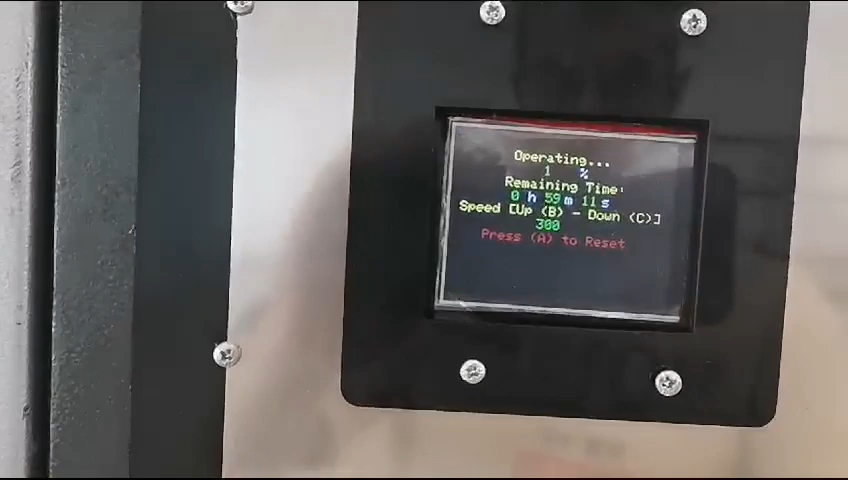 Operating...
1 %
Remaining Time:
0 h 59 m 11 s
Speed [Up (B) - Down (C)]
300
Press (A) to Reset